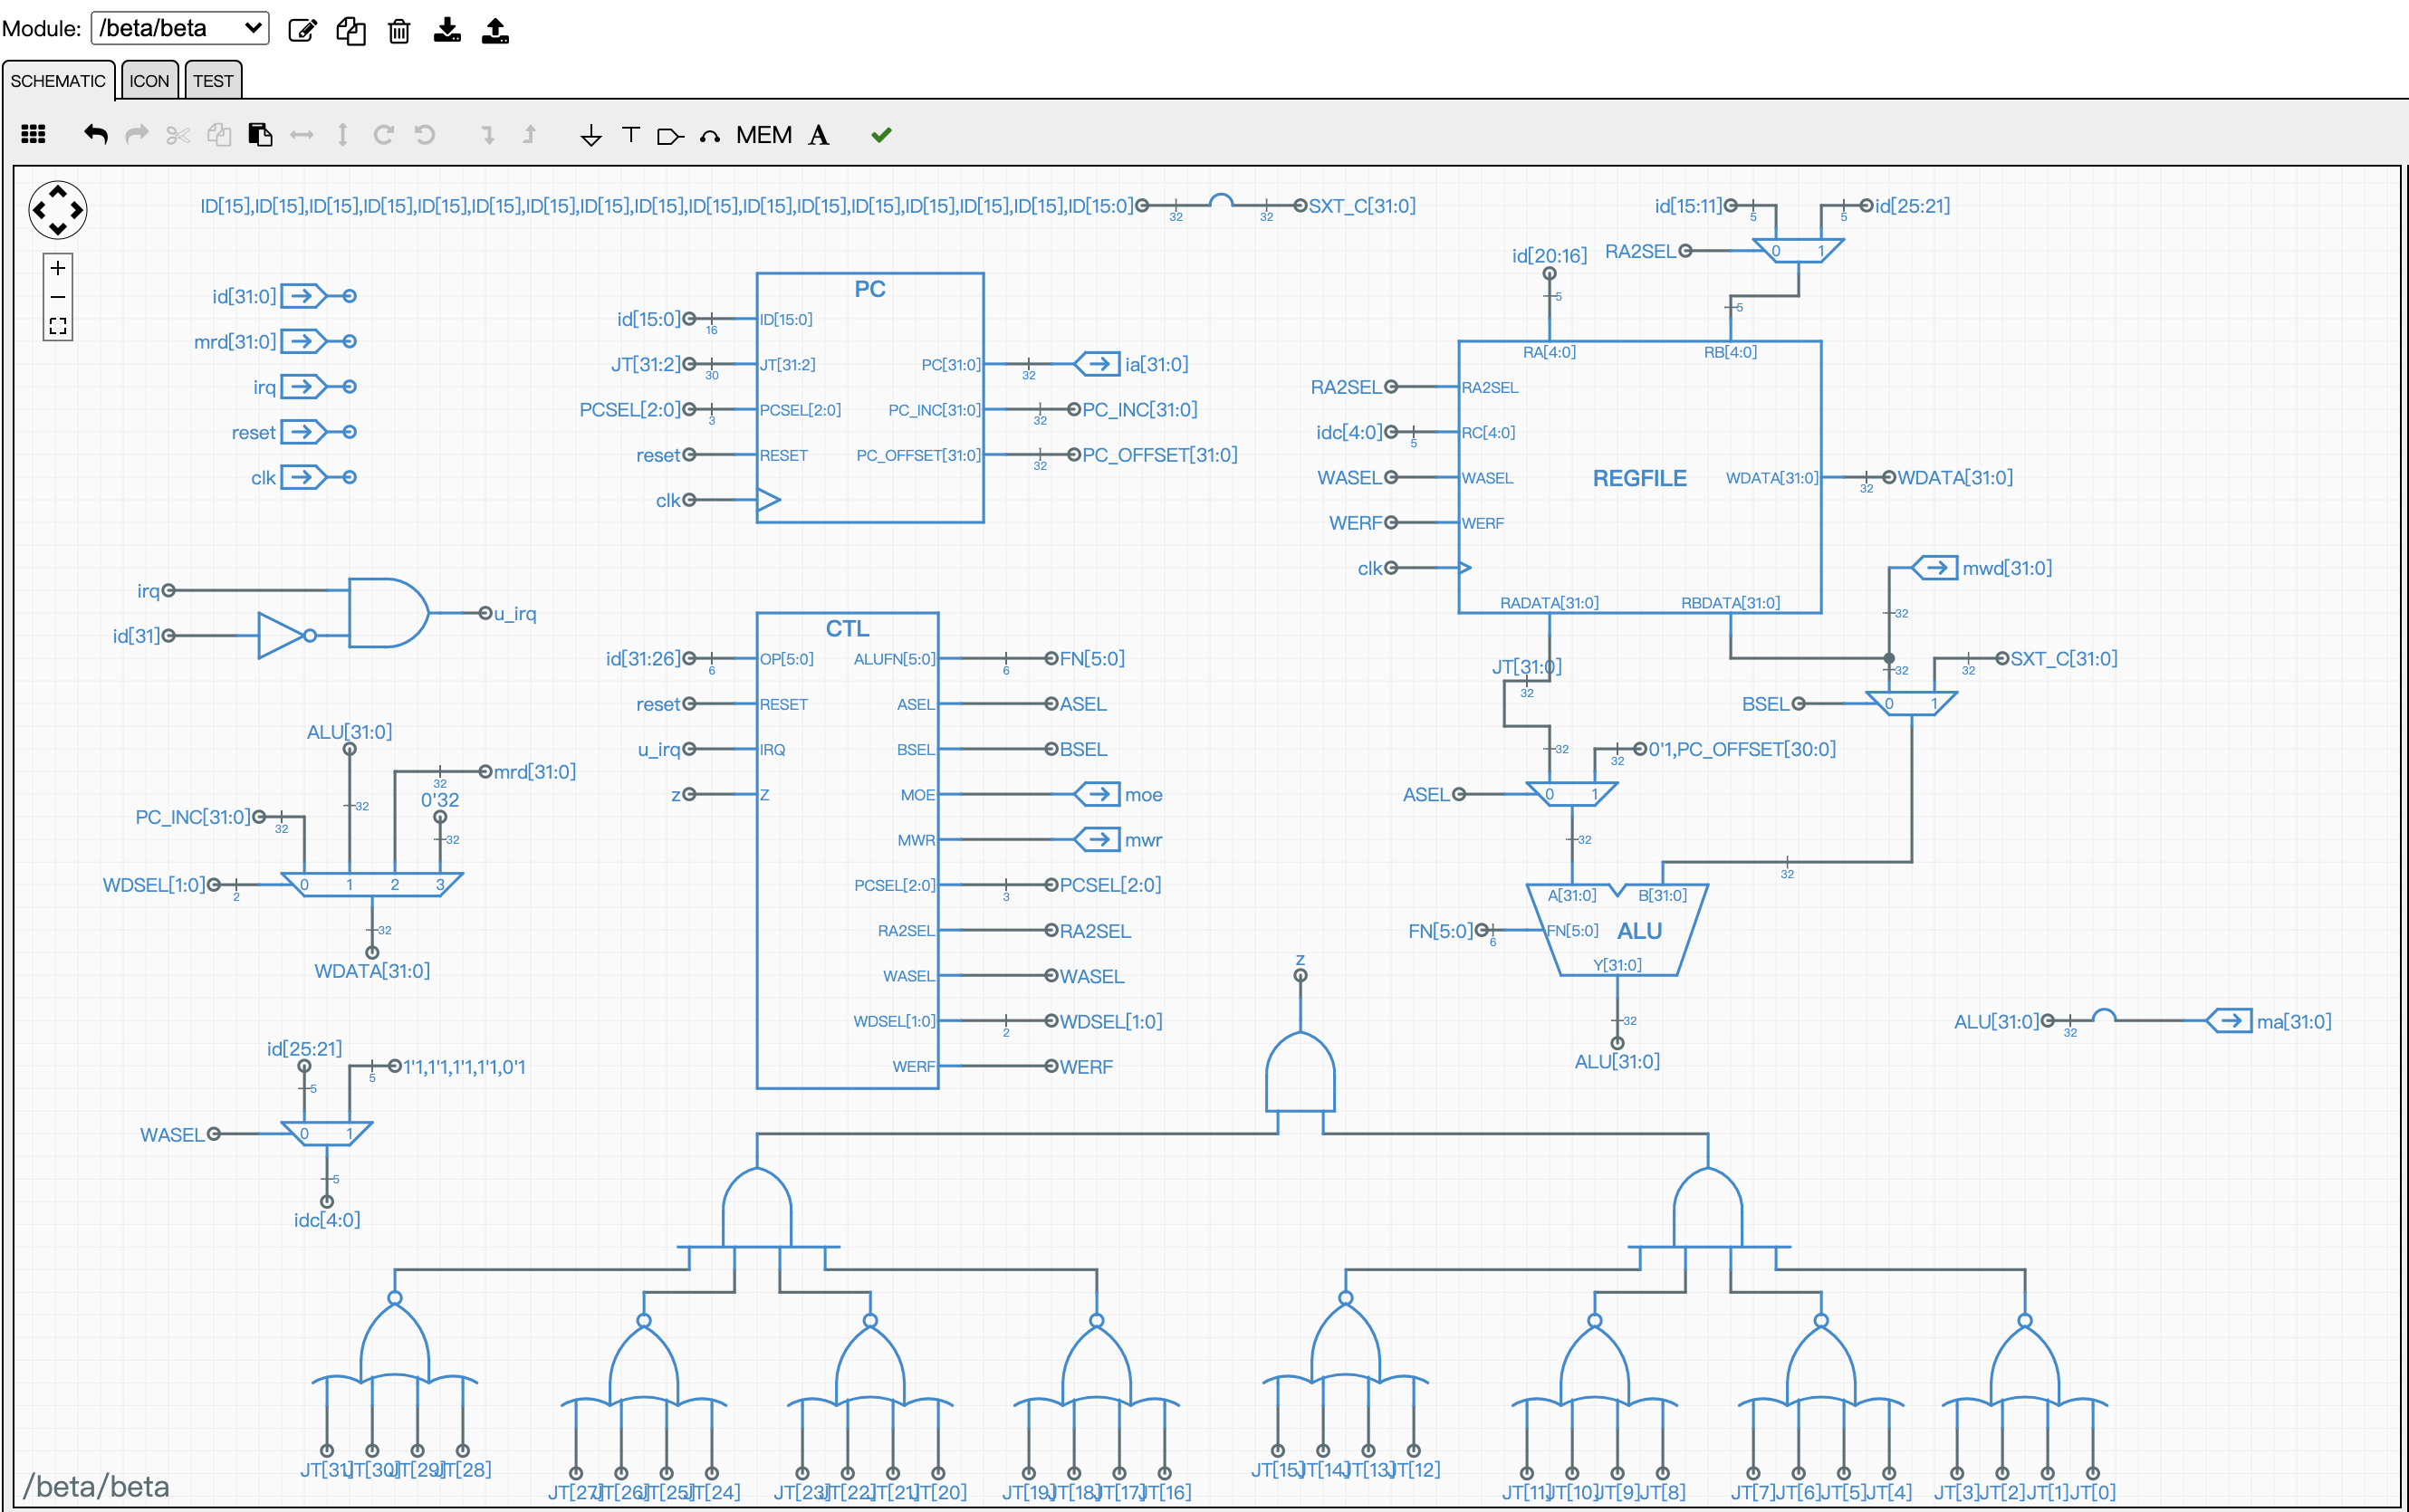 Module: /beta/beta
SCHEMATIC ICON TEST
MEM A
ID[15],ID[15],ID[15],ID[15],ID[15],ID[15],ID[15],ID[15],ID[15],ID[15],ID[15],ID[15],ID[15],ID[15],ID[15],ID[15],ID[15:0] 32 32 SXT_C[31:0]
id[31:0]
mrd[31:0]
irq
reset
clk
PC
id[15:0] 16 ID[15:0]
JT[31:2] 30 JT[31:2] PC[31:0] 32 ia[31:0]
PCSEL[2:0] 3 PCSEL[2:0] PC_INC[31:0] 32 PC_INC[31:0]
reset RESET PC_OFFSET[31:0] 32 PC_OFFSET[31:0]
clk
id[15:11] 5 5 id[25:21]
RA2SEL 0 1
id[20:16]
5 5
RA[4:0] RB[4:0]
RA2SEL RA2SEL
idc[4:0] 5 RC[4:0]
WASEL WASEL REGFILE WDATA[31:0] 32 WDATA[31:0]
WERF WERF
clk
RADATA[31:0] RBDATA[31:0]
mwd[31:0]
32
irq
id[31]
u_irq
CTL
id[31:26] 6 OP[5:0] ALUFN[5:0] 6 FN[5:0]
reset RESET ASEL ASEL
u_irq IRQ BSEL BSEL
z Z MOE moe
MWR mwr
PCSEL[2:0] 3 PCSEL[2:0]
RA2SEL RA2SEL
WASEL WASEL
WDSEL[1:0] 2 WDSEL[1:0]
WERF WERF
JT[31:0]
32
32 32 SXT_C[31:0]
BSEL 0 1
32 32 0'1,PC_OFFSET[30:0]
ASEL 0 1
32
32
A[31:0] B[31:0]
FN[5:0] 6 FN[5:0] ALU
Y[31:0]
32
ALU[31:0]
ALU[31:0] 32 ma[31:0]
ALU[31:0]
32 mrd[31:0]
0'32
32
PC_INC[31:0] 32
32
WDSEL[1:0] 2 0 1 2 3
32
WDATA[31:0]
id[25:21]
5 5 1'1,1'1,1'1,1'1,0'1
WASEL 0 1
5
idc[4:0]
z
JT[31] JT[30] JT[29] JT[28]
JT[27] JT[26] JT[25] JT[24]
JT[23] JT[22] JT[21] JT[20]
JT[19] JT[18] JT[17] JT[16]
JT[15] JT[14] JT[13] JT[12]
JT[11] JT[10] JT[9] JT[8]
JT[7] JT[6] JT[5] JT[4]
JT[3] JT[2] JT[1] JT[0]
/beta/beta